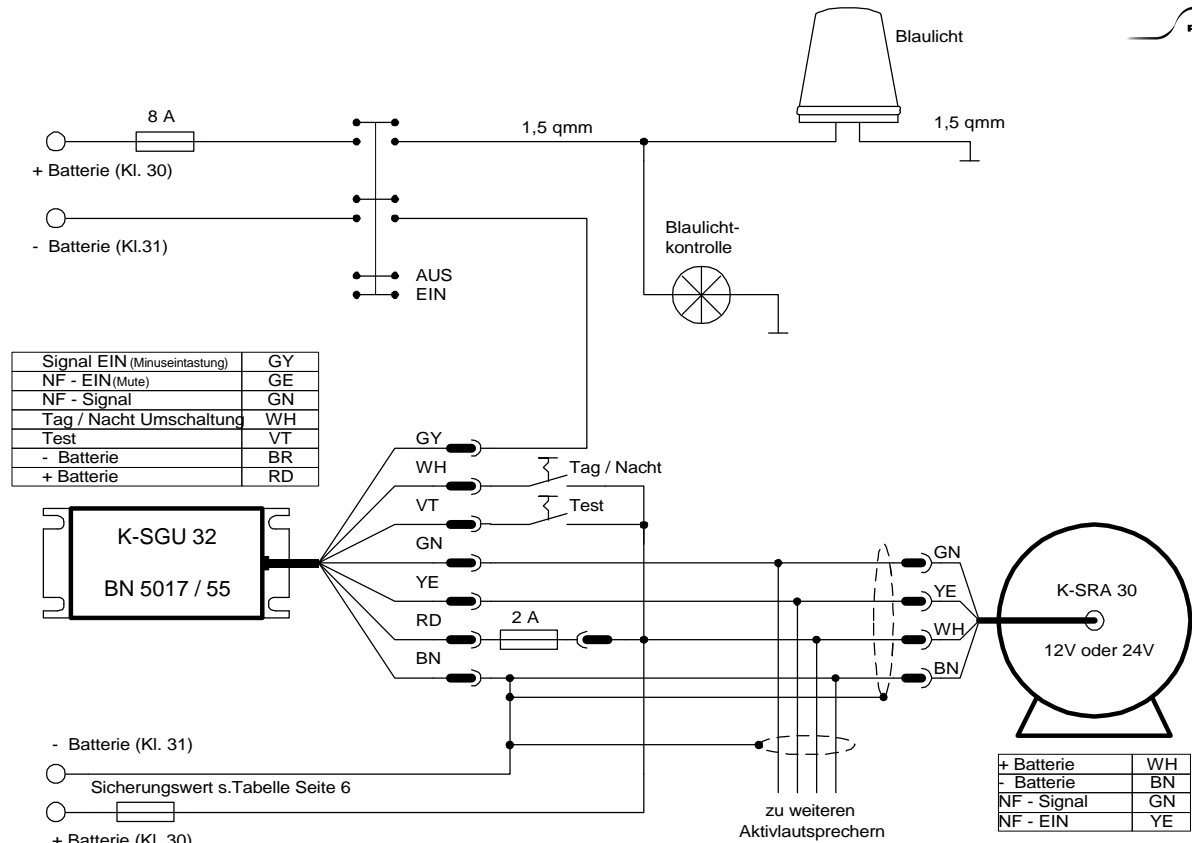 Blaulicht
8 A
1,5 qmm
1,5 qmm
+ Batterie (Kl. 30)
- Batterie (Kl.31)
Blaulicht-
kontrolle
AUS
EIN
Signal EIN (Minuseintastung) GY
NF - EIN(Mute) GE
NF - Signal GN
Tag / Nacht Umschaltung WH
Test VT
- Batterie BR
+ Batterie RD
GY
WH Tag / Nacht
VT Test
GN
YE
RD 2 A
BN
K-SGU 32
BN 5017 / 55
GN
YE
WH
BN
K-SRA 30
12V oder 24V
- Batterie (Kl. 31)
Sicherungswert s.Tabelle Seite 6
+ Batterie (Kl. 30)
zu weiteren
Aktivlautsprechern
+ Batterie WH
- Batterie BN
NF - Signal GN
NF - EIN YE